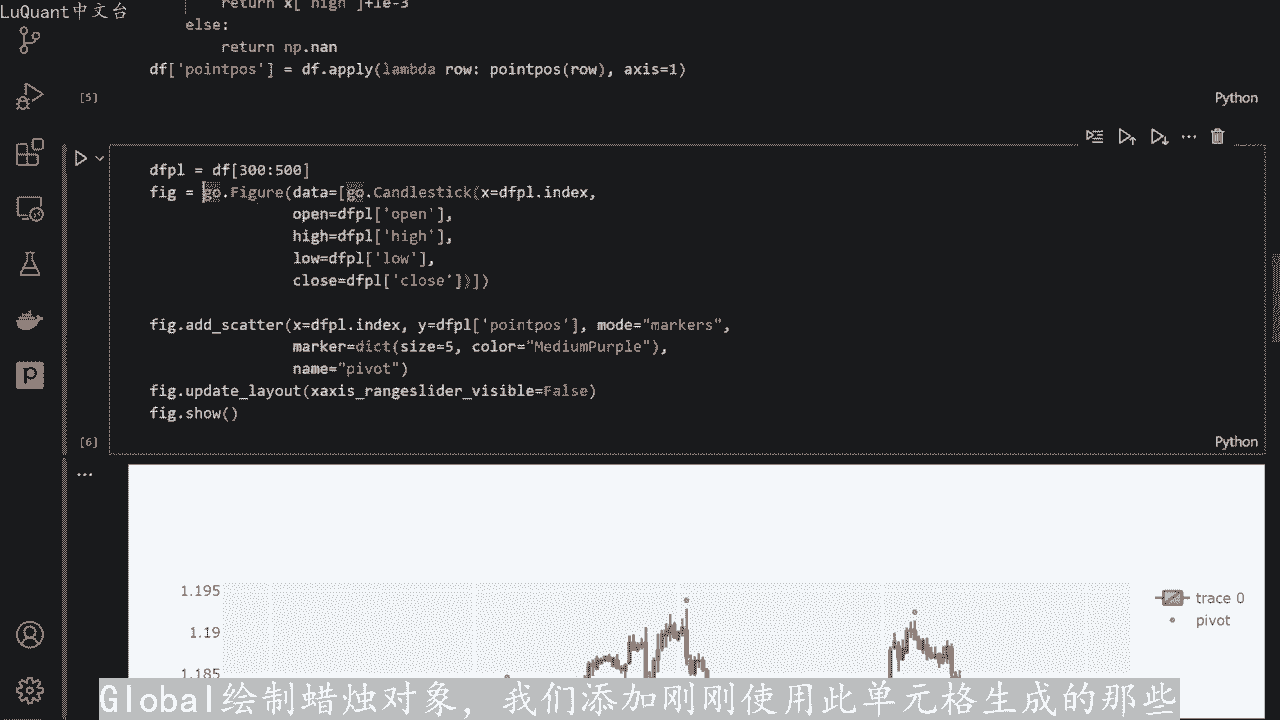 LuQuant中文台
return x['high']+1e-3
else:
return np.nan
df['pointpos'] = df.apply(lambda row: pointpos(row), axis=1)
[5]
Python
dfpl = df[300:500]
fig = go.Figure(data=[go.Candlestick(x=dfpl.index,
open=dfpl['open'],
high=dfpl['high'],
low=dfpl['low'],
close=dfpl['close'])])
fig.add_scatter(x=dfpl.index, y=dfpl['pointpos'], mode="markers",
marker=dict(size=5, color="MediumPurple"),
name="pivot")
fig.update_layout(xaxis_rangeslider_visible=False)
fig.show()
[6]
Python
1.195
1.19
1.185
trace 0
pivot
Global绘制蜡烛对象，我们添加刚刚使用此单元格生成的那些